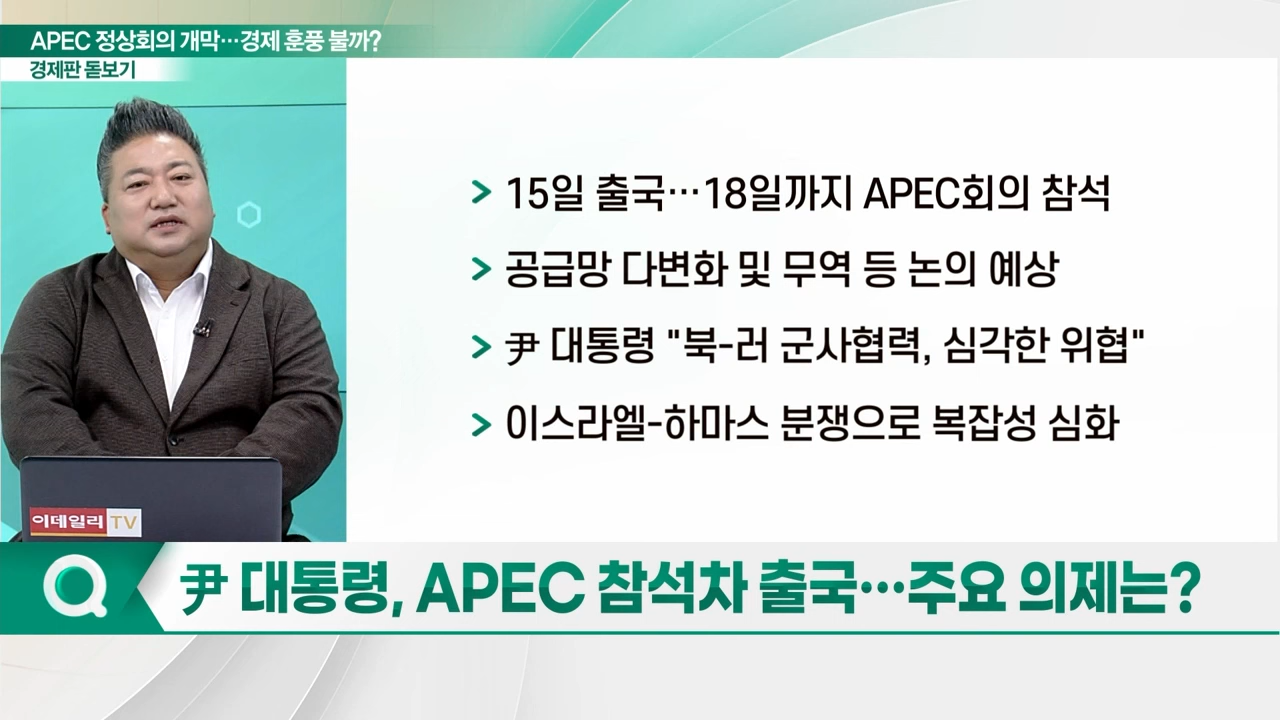 APEC 정상회의 개막…경제 훈풍 불까?
경제판 돋보기
> 15일 출국…18일까지 APEC회의 참석
> 공급망 다변화 및 무역 등 논의 예상
> 尹 대통령 "북-러 군사협력, 심각한 위협"
> 이스라엘-하마스 분쟁으로 복잡성 심화
이데일리 TV
Q 尹 대통령, APEC 참석차 출국…주요 의제는?